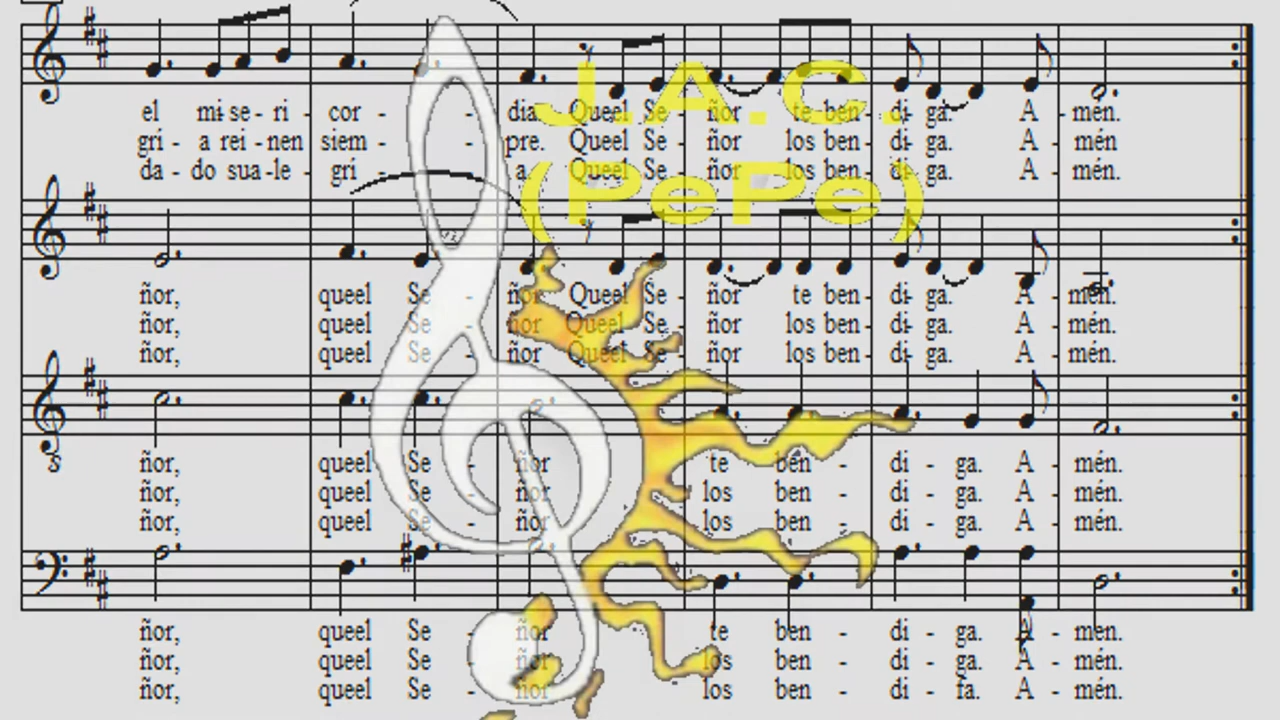 el mi- se - ri - cor - - dia. Queel Se - ñor te ben - di - ga. A - mén.
gri - a rei - nen siem - - pre. Queel Se - ñor los ben - di - ga. A - mén
da - do sua - le - gri - - a. Queel Se - ñor los ben - di - ga. A - mén.
J.A.C.
(PePe)
ñor, queel Se - ñor Queel Se - ñor te ben - di - ga. A - men.
ñor, queel Se - ñor Queel Se - ñor los ben - di - ga. A - mén.
ñor, queel Se - ñor Queel Se - ñor los ben - di - ga. A - mén.
8
ñor, queel Se - ñor te ben - di - ga. A - mén.
ñor, queel Se - ñor los ben - di - ga. A - mén.
ñor, queel Se - ñor los ben - di - ga. A - mén.
ñor, queel Se - ñor te ben - di - ga. A - men.
ñor, queel Se - ñor los ben - di - ga. A - mén.
ñor, queel Se - ñor los ben - di - fa. A - mén.